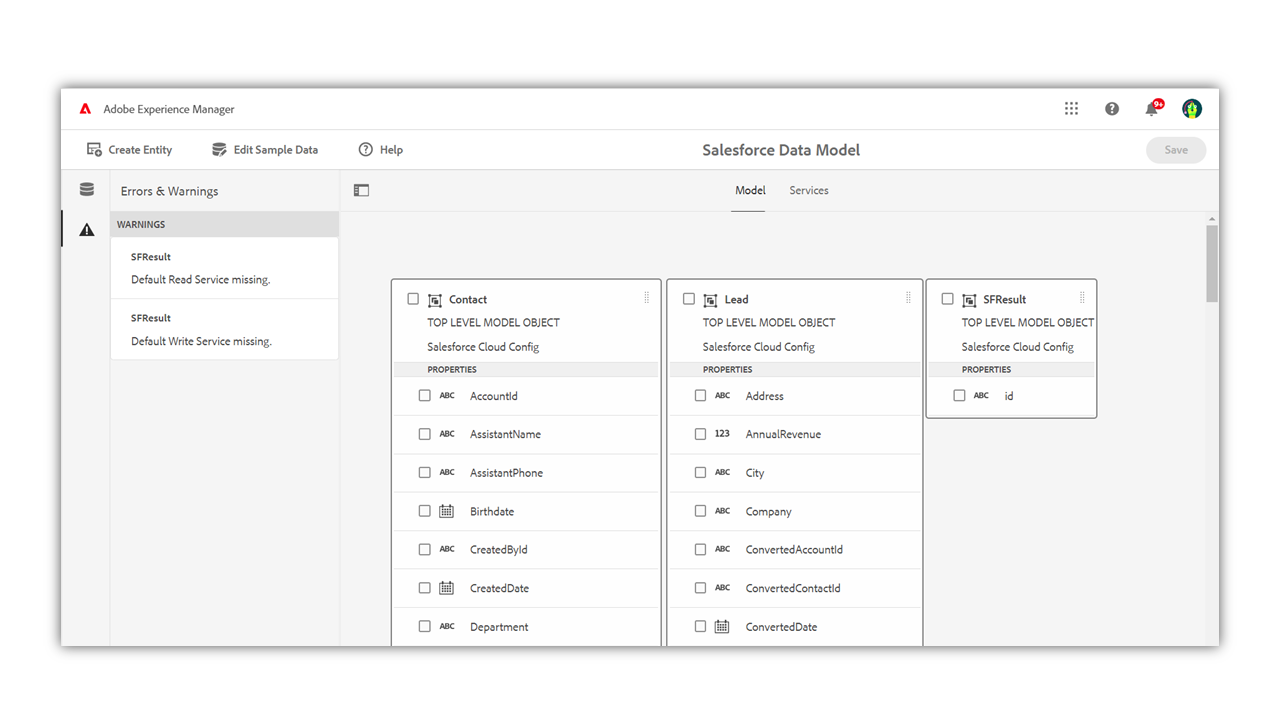 Adobe Experience Manager
9+
Create Entity
Edit Sample Data
? Help
Salesforce Data Model
Save
Errors & Warnings
Model
Services
WARNINGS
SFResult
Default Read Service missing.
SFResult
Default Write Service missing.
Contact
TOP LEVEL MODEL OBJECT
Salesforce Cloud Config
PROPERTIES
ABC AccountId
ABC AssistantName
ABC AssistantPhone
Birthdate
ABC CreatedById
CreatedDate
ABC Department
Lead
TOP LEVEL MODEL OBJECT
Salesforce Cloud Config
PROPERTIES
ABC Address
123 AnnualRevenue
ABC City
ABC Company
ABC ConvertedAccountId
ABC ConvertedContactId
ConvertedDate
SFResult
TOP LEVEL MODEL OBJECT
Salesforce Cloud Config
PROPERTIES
ABC id